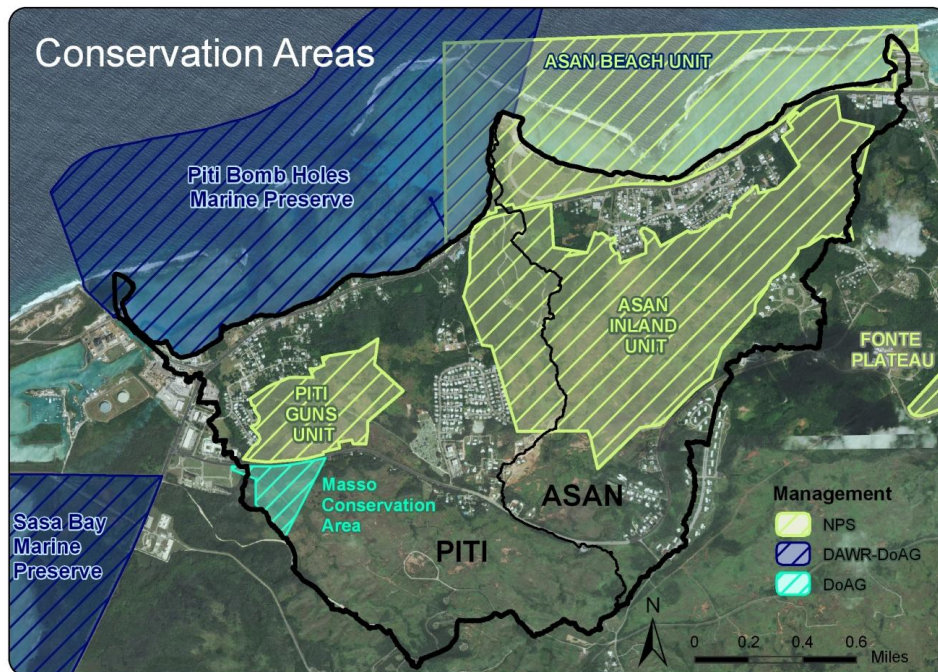 Conservation Areas
ASAN BEACH UNIT
Piti Bomb Holes
Marine Preserve
ASAN
INLAND
UNIT
FONTE
PLATEAU
PITI
GUNS
UNIT
Masso
Conservation
Area
ASAN
PITI
Sasa Bay
Marine
Preserve
Management
NPS
DAWR-DoAG
DoAG
N
0 0.2 0.4 0.6
Miles